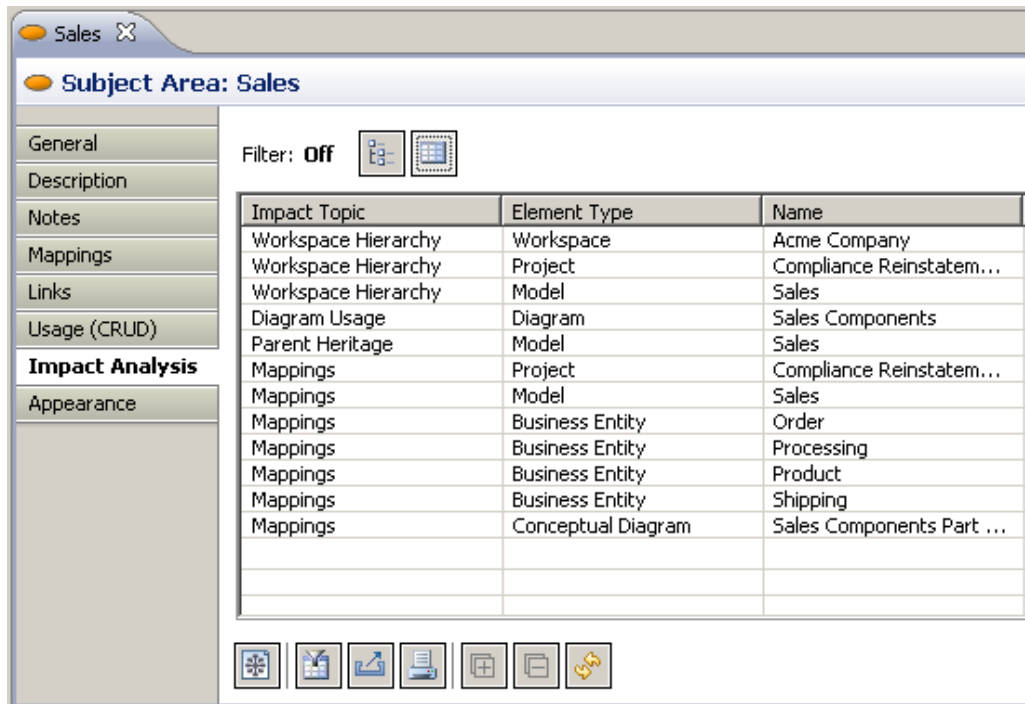 Sales
Subject Area: Sales
General
Description
Notes
Mappings
Links
Usage (CRUD)
Impact Analysis
Appearance
Filter: Off
Impact Topic Element Type Name
Workspace Hierarchy Workspace Acme Company
Workspace Hierarchy Project Compliance Reinstatem...
Workspace Hierarchy Model Sales
Diagram Usage Diagram Sales Components
Parent Heritage Model Sales
Mappings Project Compliance Reinstatem...
Mappings Model Sales
Mappings Business Entity Order
Mappings Business Entity Processing
Mappings Business Entity Product
Mappings Business Entity Shipping
Mappings Conceptual Diagram Sales Components Part ...